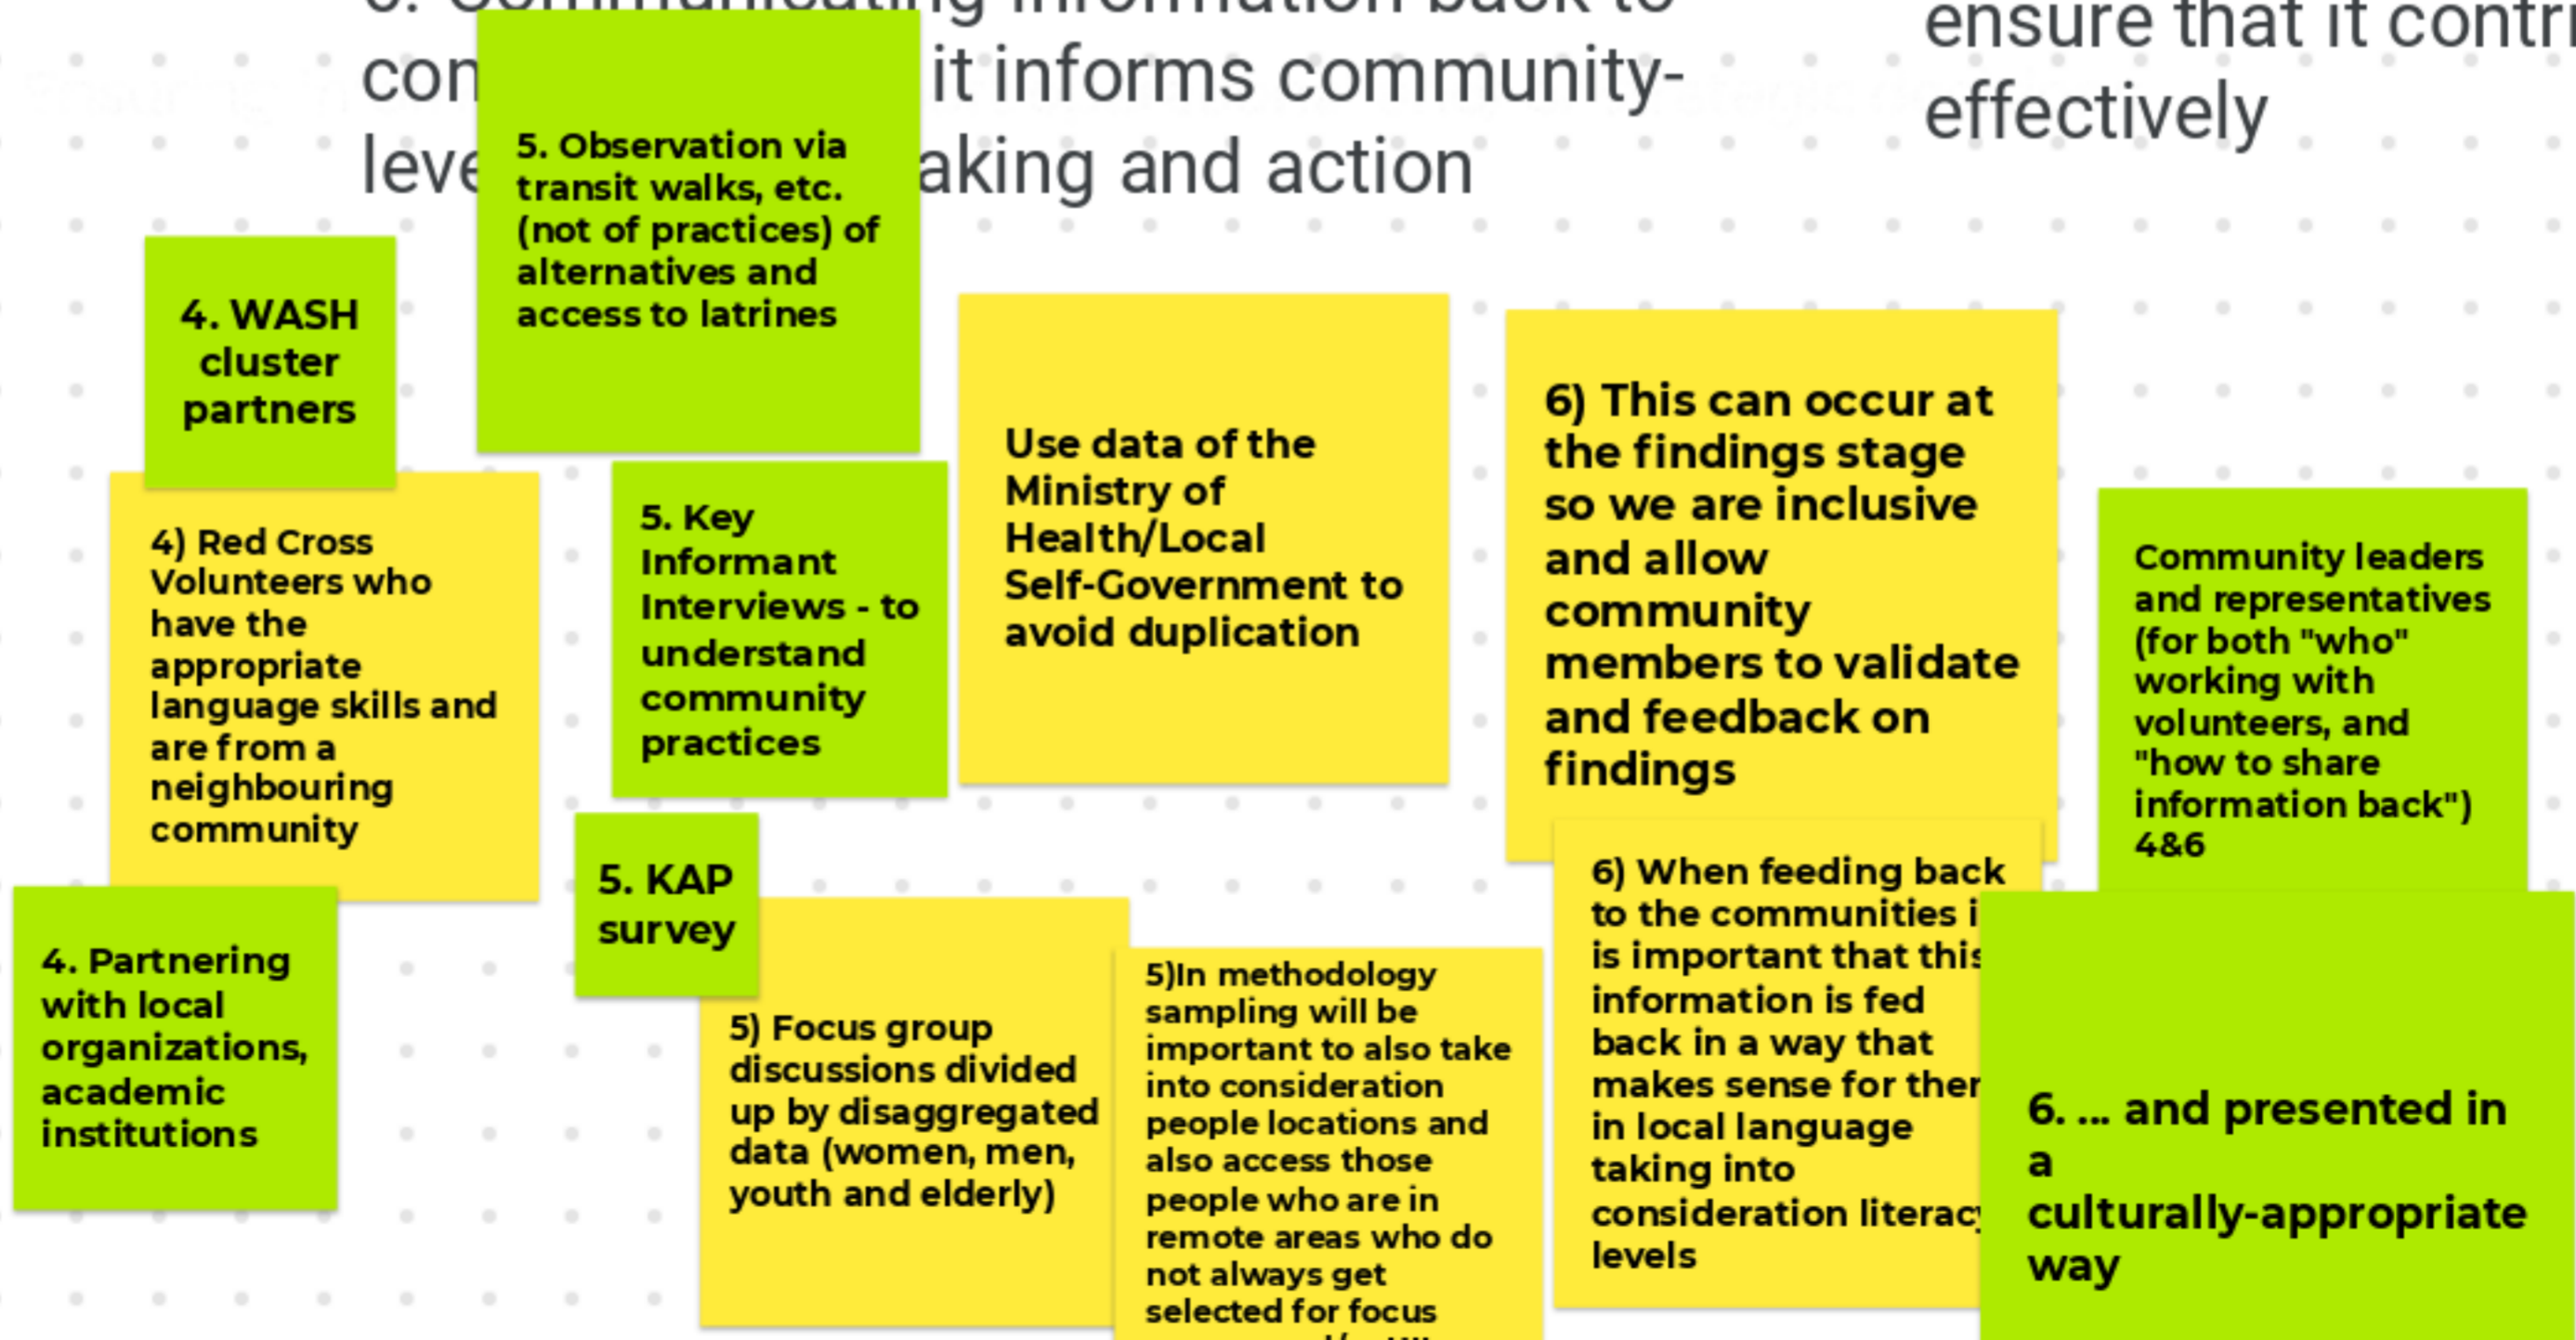 6. Communicating information back to
con it informs community-
leve aking and action
ensure that it contri
effectively
5. Observation via
transit walks, etc.
(not of practices) of
alternatives and
access to latrines
4. WASH
cluster
partners
4) Red Cross
Volunteers who
have the
appropriate
language skills and
are from a
neighbouring
community
4. Partnering
with local
organizations,
academic
institutions
5. Key
Informant
Interviews - to
understand
community
practices
5. KAP
survey
Use data of the
Ministry of
Health/Local
Self-Government to
avoid duplication
5) Focus group
discussions divided
up by disaggregated
data (women, men,
youth and elderly)
5)In methodology
sampling will be
important to also take
into consideration
people locations and
also access those
people who are in
remote areas who do
not always get
selected for focus
6) This can occur at
the findings stage
so we are inclusive
and allow
community
members to validate
and feedback on
findings
6) When feeding back
to the communities i
is important that this
information is fed
back in a way that
makes sense for ther
in local language
taking into
consideration literacy
levels
Community leaders
and representatives
(for both "who"
working with
volunteers, and
"how to share
information back")
4&6
6. ... and presented in
a
culturally-appropriate
way